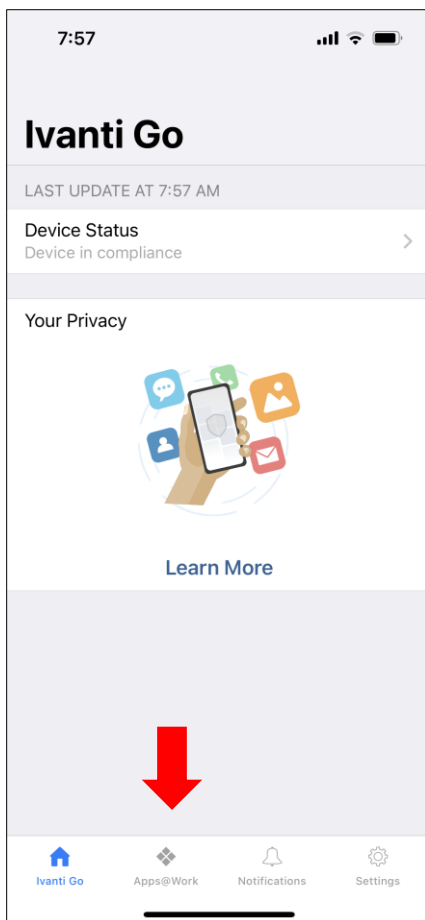 7:57
Ivanti Go
LAST UPDATE AT 7:57 AM
Device Status
Device in compliance
Your Privacy
Learn More
Ivanti Go Apps@Work Notifications Settings